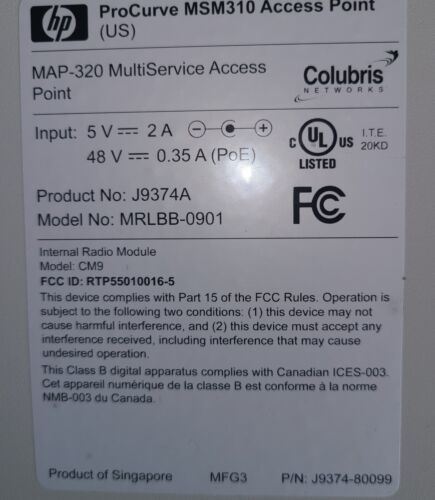 hp
ProCurve MSM310 Access Point
(US)
MAP-320 MultiService Access
Point
Colubris
NETWORKS
Input: 5 V ⎓ 2 A
48 V ⎓ 0.35 A (PoE)
C UL US
LISTED
I.T.E.
20KD
Product No: J9374A
Model No: MRLBB-0901
FC
Internal Radio Module
Model: CM9
FCC ID: RTP55010016-5
This device complies with Part 15 of the FCC Rules. Operation is
subject to the following two conditions: (1) this device may not
cause harmful interference, and (2) this device must accept any
interference received, including interference that may cause
undesired operation.
This Class B digital apparatus complies with Canadian ICES-003.
Cet appareil numérique de la classe B est conforme à la norme
NMB-003 du Canada.
Product of Singapore MFG3 P/N: J9374-80099